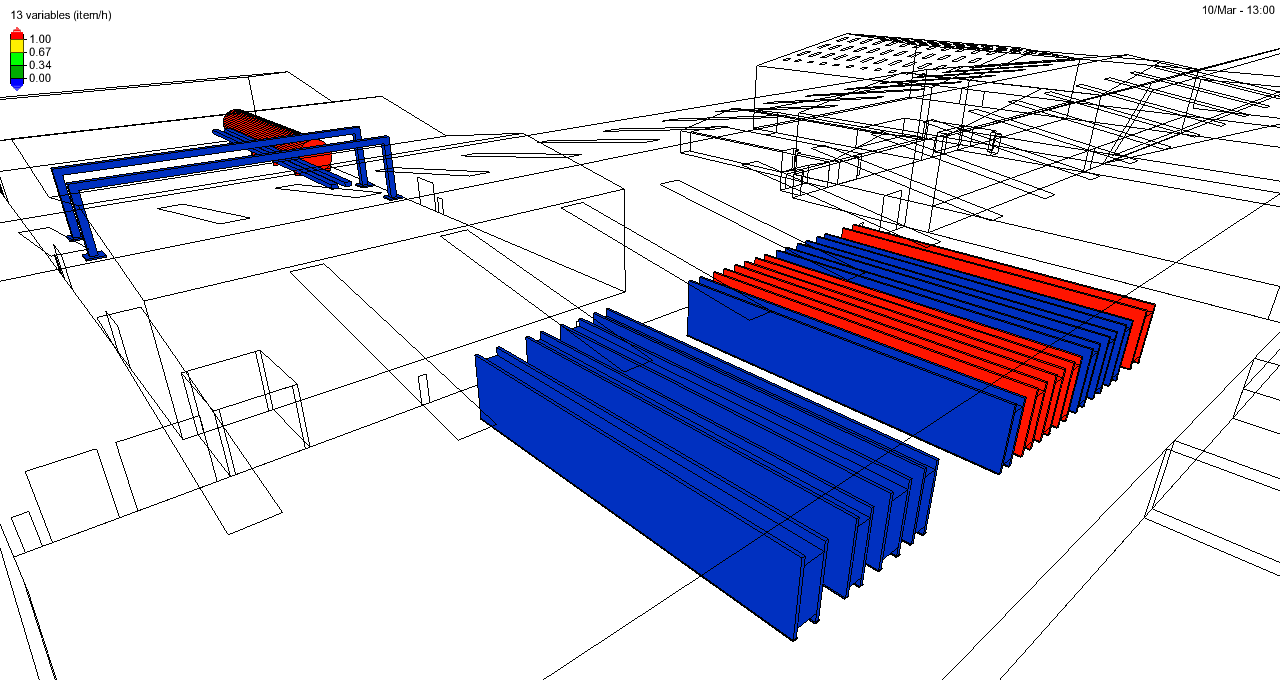 13 variables (item/h)
10/Mar - 13:00
1.00
0.67
0.34
0.00